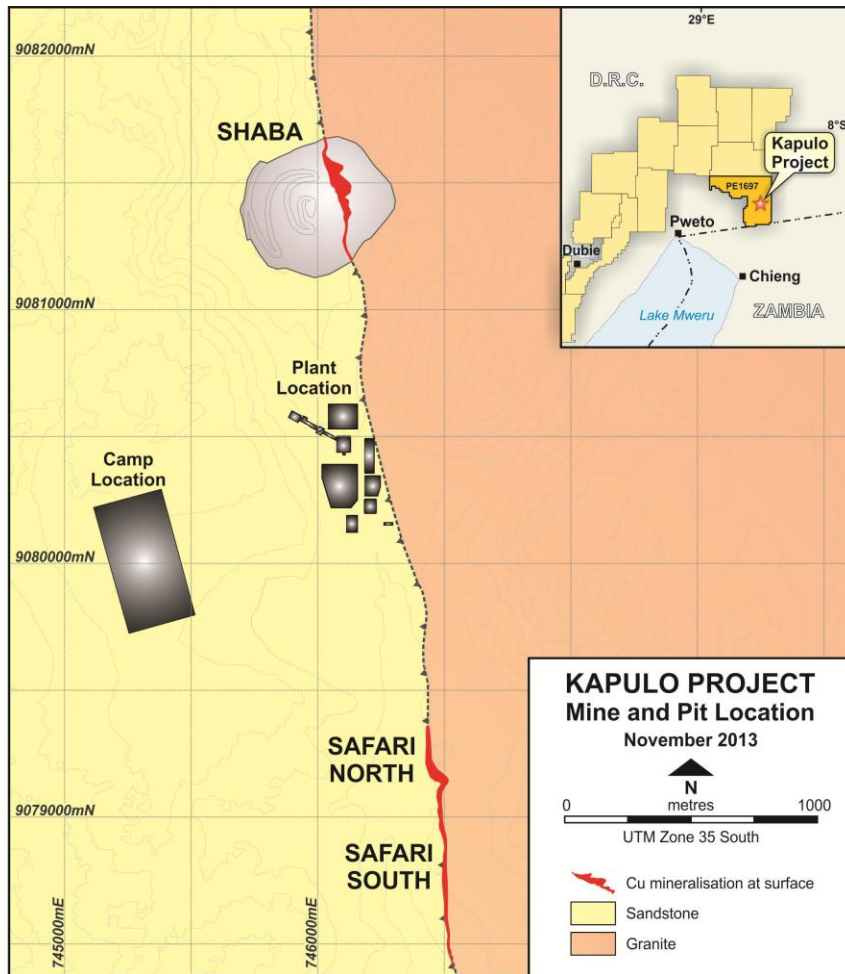 9082000mN
SHABA
9081000mN
Plant
Location
Camp
Location
9080000mN
SAFARI
NORTH
9079000mN
SAFARI
SOUTH
745000mE
746000mE
29°E
D.R.C.
8°S
Kapulo
Project
PE1697
Pweto
Dubie
Chieng
Lake Mweru
ZAMBIA
KAPULO PROJECT
Mine and Pit Location
November 2013
N
0 metres 1000
UTM Zone 35 South
Cu mineralisation at surface
Sandstone
Granite